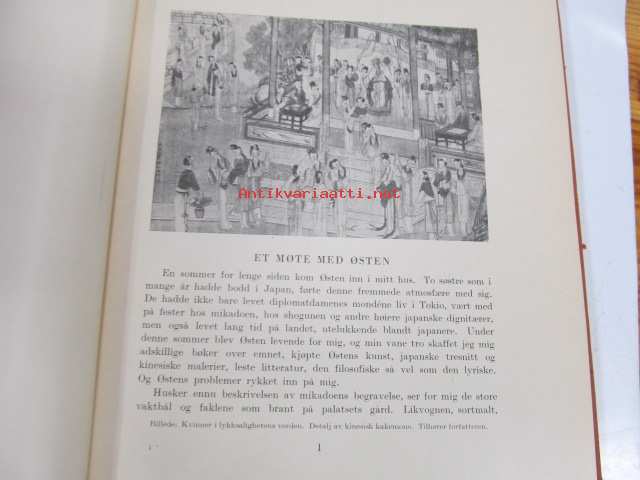 Antikvariaatti.net
ET MØTE MED ØSTEN
En sommer for lenge siden kom Østen inn i mitt hus. To søstre som i
mange år hadde bodd i Japan, førte denne fremmede atmosfære med sig.
De hadde ikke bare levet diplomatdamenes mondéne liv i Tokio, vært med
på fester hos mikadoen, hos shogunen og andre høiere japanske dignitærer,
men også levet lang tid på landet, utelukkende blandt japanere. Under
denne sommer blev Østen levende for mig, og min vane tro skaffet jeg mig
adskillige bøker over emnet, kjøpte Østens kunst, japanske tresnitt og
kinesiske malerier, leste litteratur, den filosofiske så vel som den lyriske.
Og Østens problemer rykket inn på mig.
Husker ennu beskrivelsen av mikadoens begravelse, ser for mig de store
vaktbål og faklene som brant på palatsets gård. Likvognen, sortmalt,
Billede: Kvinner i lykksalighetens verden. Detalj av kinesisk kakemono. Tilhører forfatteren.
1
1